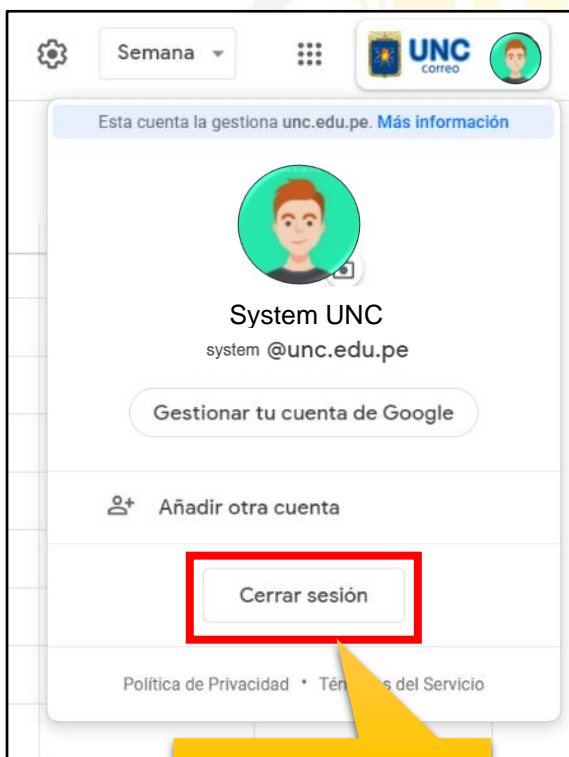 Semana
UNC
correo
Esta cuenta la gestiona unc.edu.pe. Más información
System UNC
system @unc.edu.pe
Gestionar tu cuenta de Google
Añadir otra cuenta
Cerrar sesión
Política de Privacidad • del Servicio